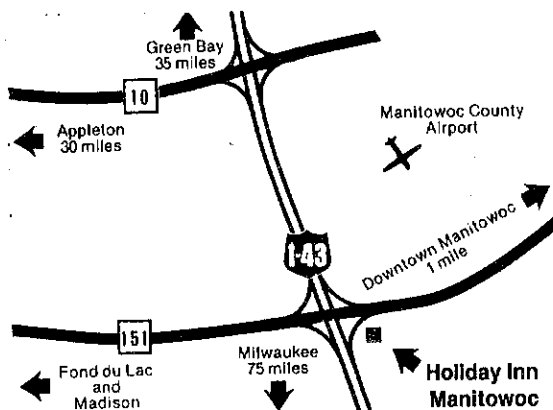 Green Bay
35 miles
10
Appleton
30 miles
Manitowoc County
Airport
I-43
Downtown Manitowoc
1 mile
151
Fond du Lac
and
Madison
Milwaukee
75 miles
Holiday Inn
Manitowoc